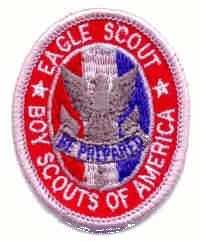 EAGLE SCOUT
BE PREPARED
BOY SCOUTS OF AMERICA